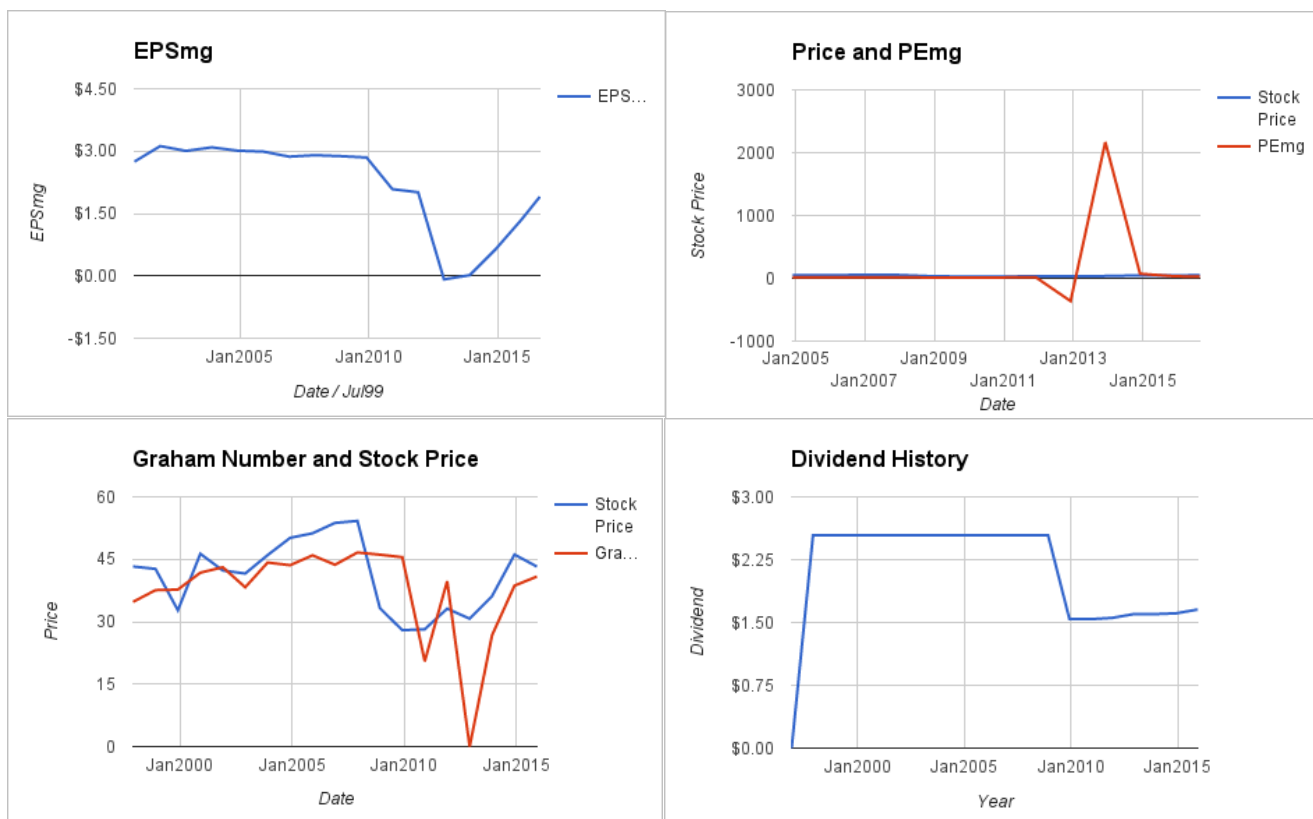 EPSmg
$4.50
$3.00
$1.50
$0.00
-$1.50
EPSmg
EPS...
Jan2005
Jan2010
Jan2015
Date / Jul99
Price and PEmg
3000
2000
1000
0
-1000
Stock Price
Stock
Price
PEmg
Jan2005
Jan2009
Jan2013
Jan2007
Jan2011
Jan2015
Date
Graham Number and Stock Price
60
45
30
15
0
Price
Stock
Price
Gra...
Jan2000
Jan2005
Jan2010
Jan2015
Date
Dividend History
$3.00
$2.25
$1.50
$0.75
$0.00
Dividend
Jan2000
Jan2005
Jan2010
Jan2015
Year